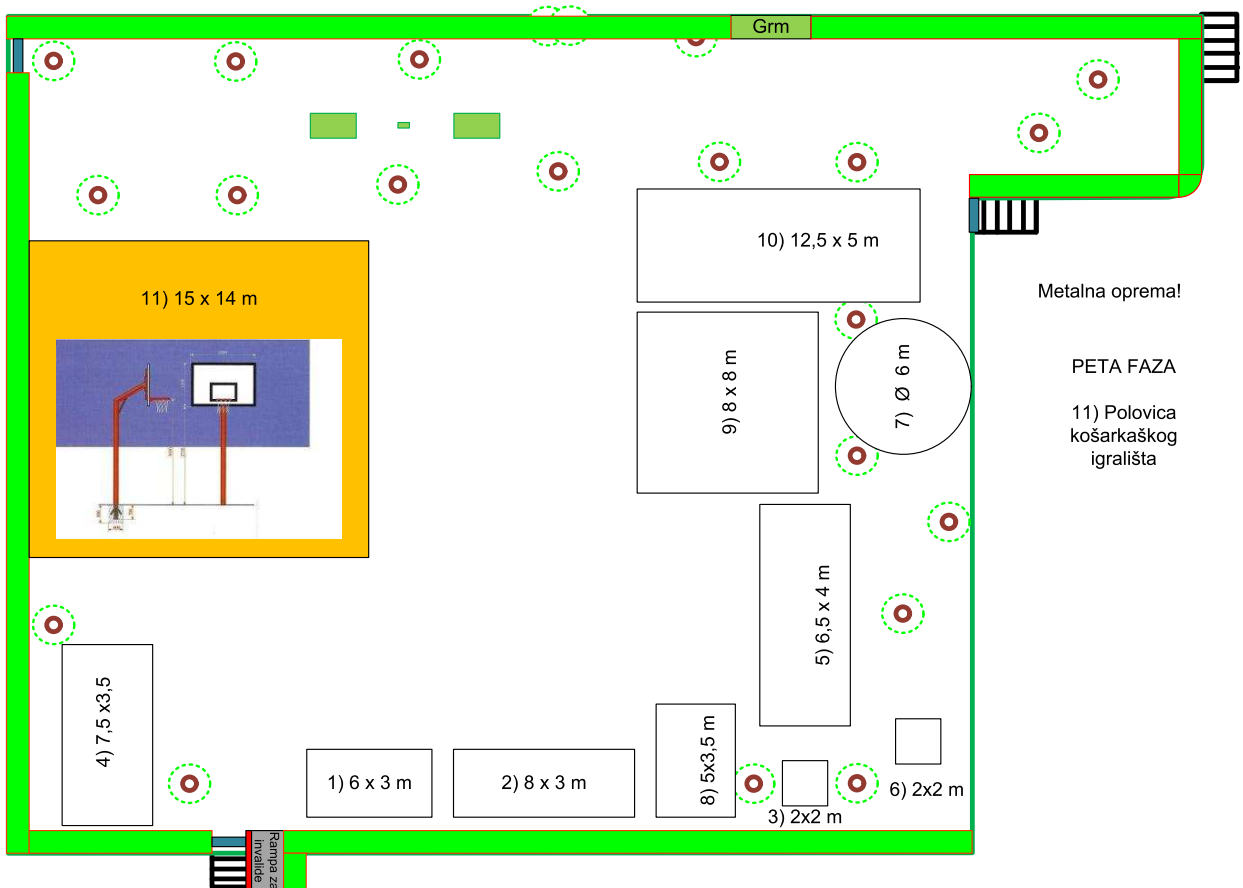 Grm
10) 12,5 x 5 m
11) 15 x 14 m
Metalna oprema!
9) 8 x 8 m
7) Ø 6 m
PETA FAZA
11) Polovica
košarkaškog
igrališta
5) 6,5 x 4 m
4) 7,5 x3,5
1) 6 x 3 m
2) 8 x 3 m
8) 5x3,5 m
6) 2x2 m
3) 2x2 m
Rampa za
invalide